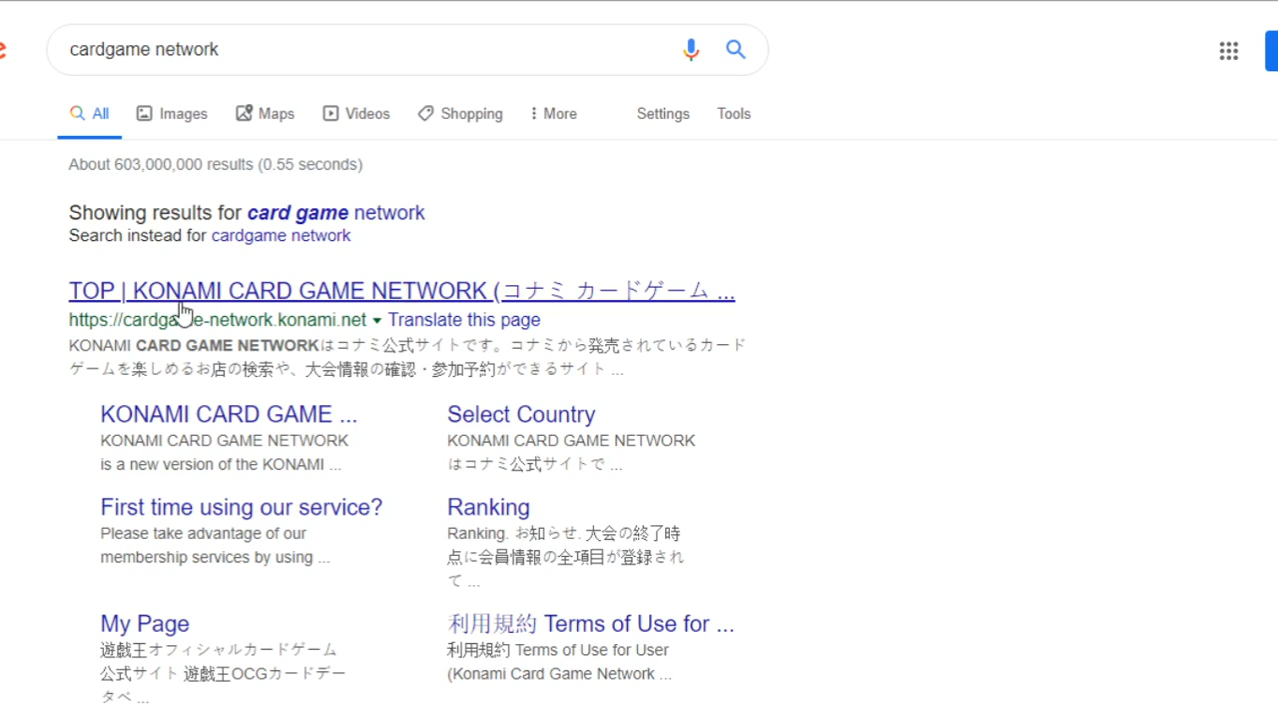 cardgame network
All Images Maps Videos Shopping More Settings Tools
About 603,000,000 results (0.55 seconds)
Showing results for card game network
Search instead for cardgame network
TOP | KONAMI CARD GAME NETWORK (コナミ カードゲーム ...
https://cardgame-network.konami.net Translate this page
KONAMI CARD GAME NETWORKはコナミ公式サイトです。コナミから発売されているカード
ゲームを楽しめるお店の検索や、大会情報の確認・参加予約ができるサイト ...
KONAMI CARD GAME ...
KONAMI CARD GAME NETWORK
is a new version of the KONAMI ...
Select Country
KONAMI CARD GAME NETWORK
はコナミ公式サイトで ...
First time using our service?
Please take advantage of our
membership services by using ...
Ranking
Ranking. お知らせ. 大会の終了時
点に会員情報の全項目が登録され
て ...
My Page
遊戯王オフィシャルカードゲーム
公式サイト 遊戯王OCGカードデー
タベ ...
利用規約 Terms of Use for ...
利用規約 Terms of Use for User
(Konami Card Game Network ...